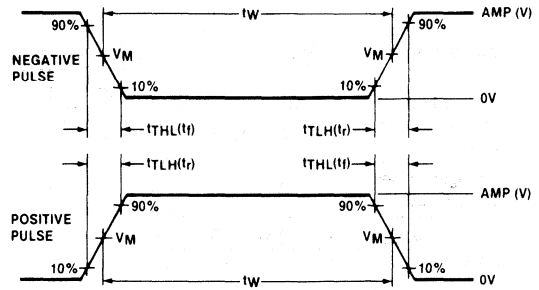 tW
AMP (V)
90%
90%
NEGATIVE
PULSE
VM
VM
10%
10%
0V
tTHL(tf)
tTLH(tr)
tTLH(tr)
tTHL(tf)
AMP (V)
90%
90%
POSITIVE
PULSE
VM
VM
10%
10%
tW
0V